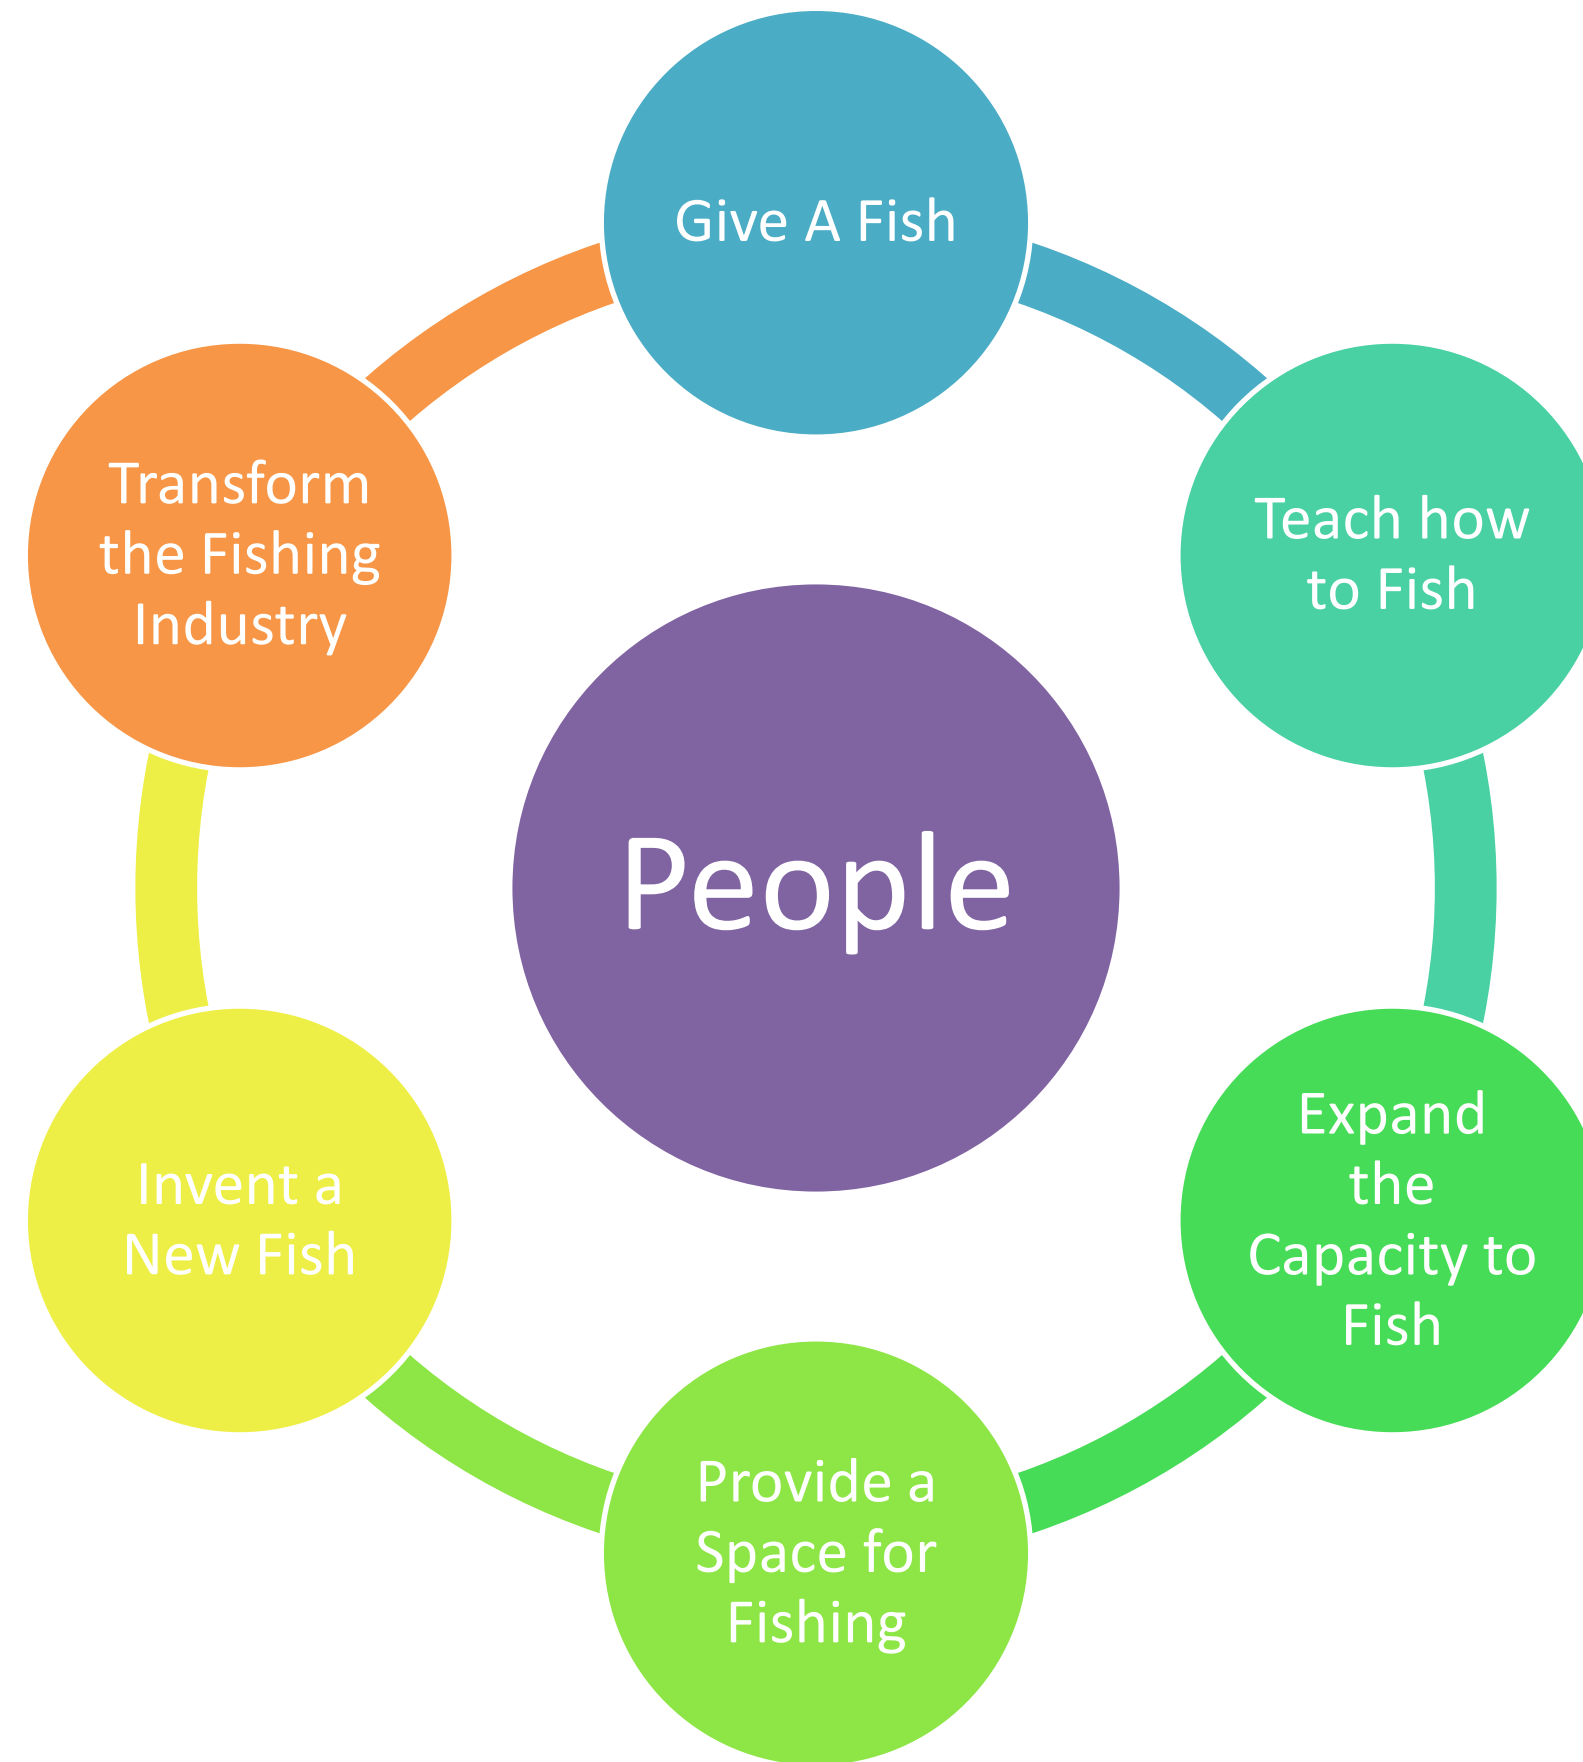 Give A Fish
Teach how
to Fish
Expand
the
Capacity to
Fish
Provide a
Space for
Fishing
Invent a
New Fish
Transform
the Fishing
Industry
People